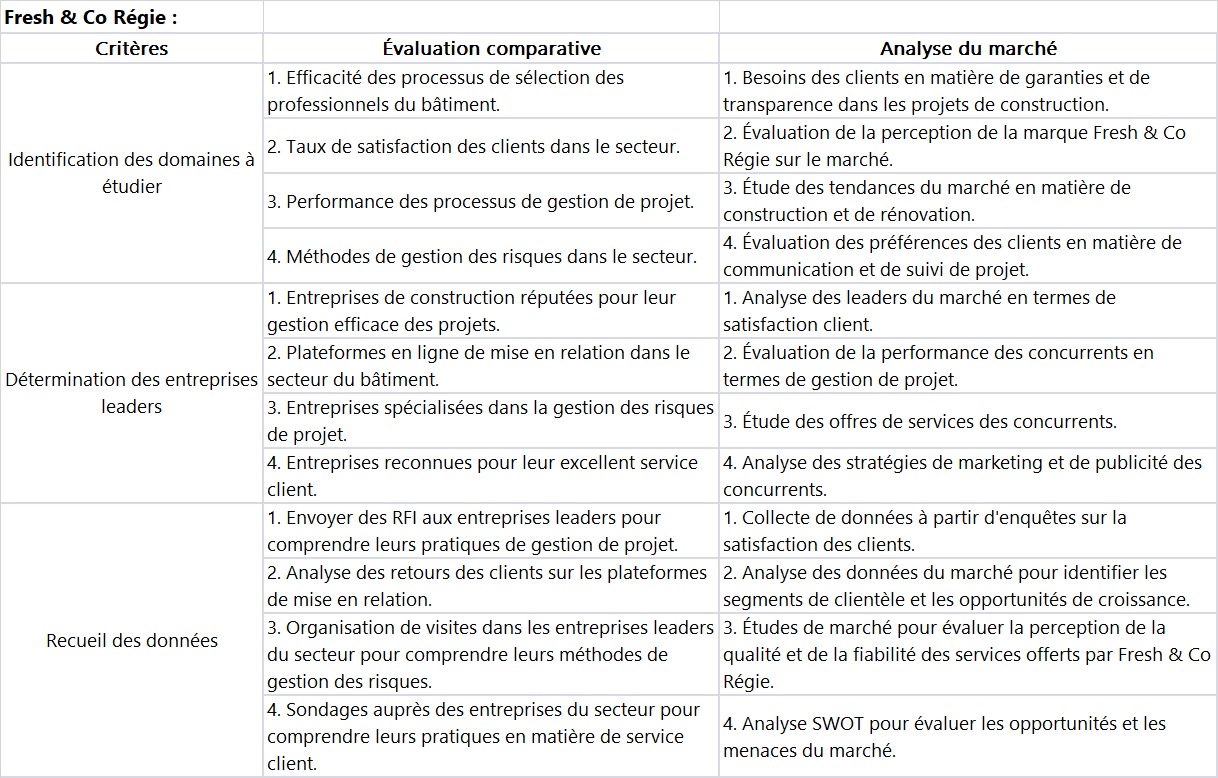 Fresh & Co Régie :
Critères
Évaluation comparative
Analyse du marché
Identification des domaines à
étudier
1. Efficacité des processus de sélection des
professionnels du bâtiment.
1. Besoins des clients en matière de garanties et de
transparence dans les projets de construction.
2. Taux de satisfaction des clients dans le secteur.
2. Évaluation de la perception de la marque Fresh & Co
Régie sur le marché.
3. Performance des processus de gestion de projet.
3. Étude des tendances du marché en matière de
construction et de rénovation.
4. Méthodes de gestion des risques dans le secteur.
4. Évaluation des préférences des clients en matière de
communication et de suivi de projet.
Détermination des entreprises
leaders
1. Entreprises de construction réputées pour leur
gestion efficace des projets.
1. Analyse des leaders du marché en termes de
satisfaction client.
2. Plateformes en ligne de mise en relation dans le
secteur du bâtiment.
2. Évaluation de la performance des concurrents en
termes de gestion de projet.
3. Entreprises spécialisées dans la gestion des risques
de projet.
3. Étude des offres de services des concurrents.
4. Entreprises reconnues pour leur excellent service
client.
4. Analyse des stratégies de marketing et de publicité des
concurrents.
Recueil des données
1. Envoyer des RFI aux entreprises leaders pour
comprendre leurs pratiques de gestion de projet.
1. Collecte de données à partir d'enquêtes sur la
satisfaction des clients.
2. Analyse des retours des clients sur les plateformes
de mise en relation.
2. Analyse des données du marché pour identifier les
segments de clientèle et les opportunités de croissance.
3. Organisation de visites dans les entreprises leaders
du secteur pour comprendre leurs méthodes de
gestion des risques.
3. Études de marché pour évaluer la perception de la
qualité et de la fiabilité des services offerts par Fresh & Co
Régie.
4. Sondages auprès des entreprises du secteur pour
comprendre leurs pratiques en matière de service
client.
4. Analyse SWOT pour évaluer les opportunités et les
menaces du marché.